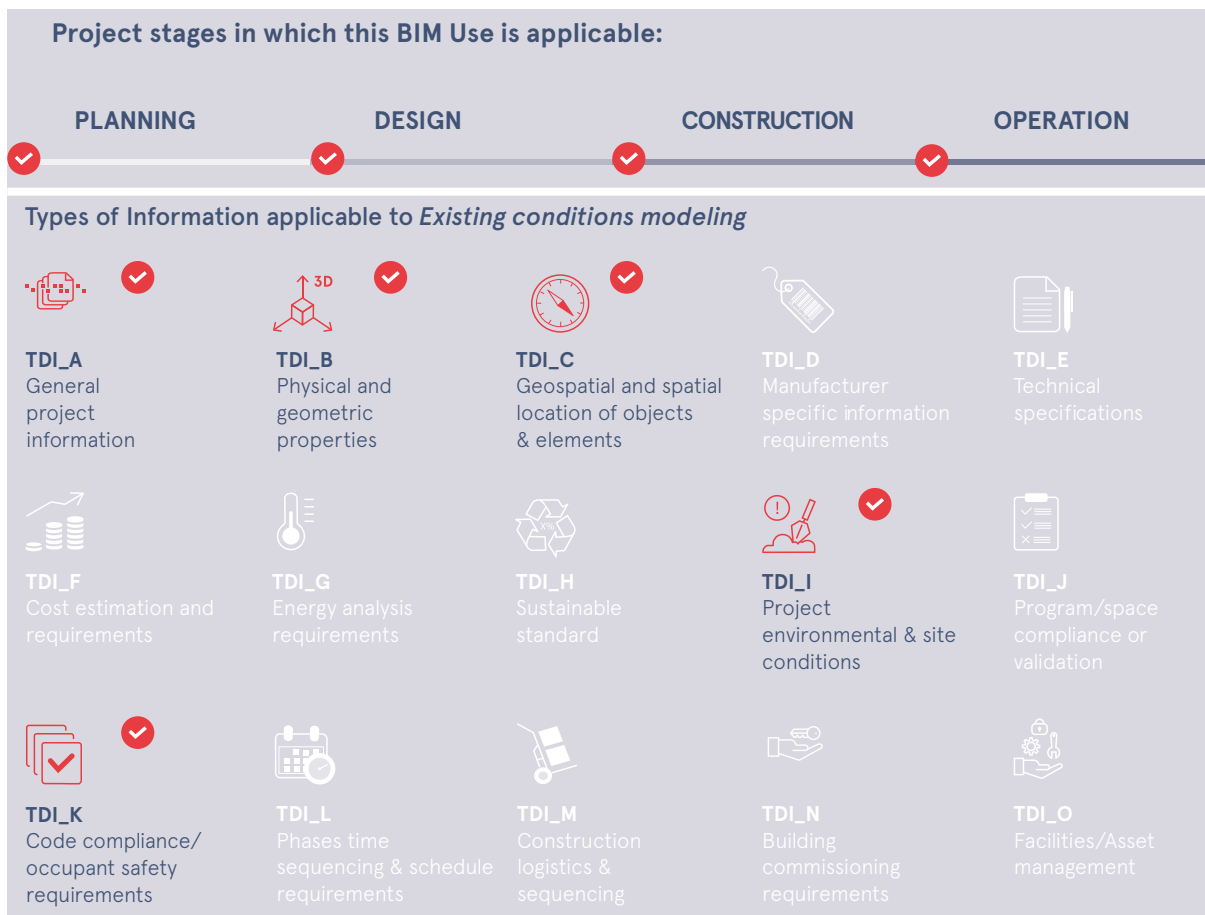 Project stages in which this BIM Use is applicable:
PLANNING
DESIGN
CONSTRUCTION
OPERATION
Types of Information applicable to Existing conditions modeling
3D
TDI_A
General
project
information
TDI_B
Physical and
geometric
properties
TDI_C
Geospatial and spatial
location of objects
& elements
TDI_D
Manufacturer
specific information
requirements
TDI_E
Technical
specifications
X%
TDI_F
Cost estimation and
requirements
TDI_G
Energy analysis
requirements
TDI_H
Sustainable
standard
TDI_I
Project
environmental & site
conditions
TDI_J
Program/space
compliance or
validation
TDI_K
Code compliance/
occupant safety
requirements
TDI_L
Phases time
sequencing & schedule
requirements
TDI_M
Construction
logistics &
sequencing
TDI_N
Building
commissioning
requirements
TDI_O
Facilities/Asset
management